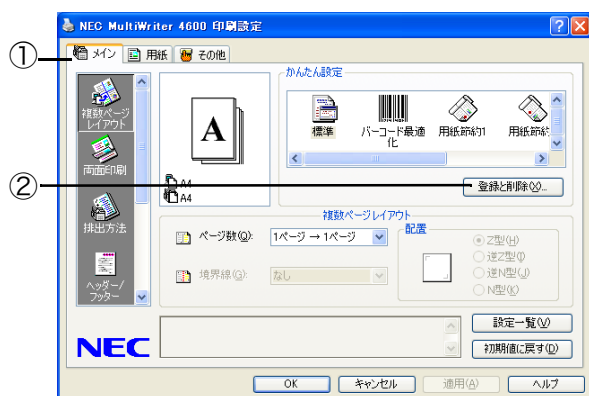 NEC MultiWriter 4600 印刷設定
①
メイン 用紙 その他
複数ページ
レイアウト
両面印刷
排出方法
ヘッダー/
フッター
A
A4
A4
かんたん設定
標準
バーコード最適
化
用紙節約1
用紙節約
②
登録と削除(X)...
複数ページレイアウト
ページ数(Q):
1ページ → 1ページ
境界線(G):
なし
配置
Z型(H)
逆Z型(I)
逆N型(J)
N型(K)
NEC
設定一覧(V)
初期値に戻す(D)
OK キャンセル 適用(A) ヘルプ